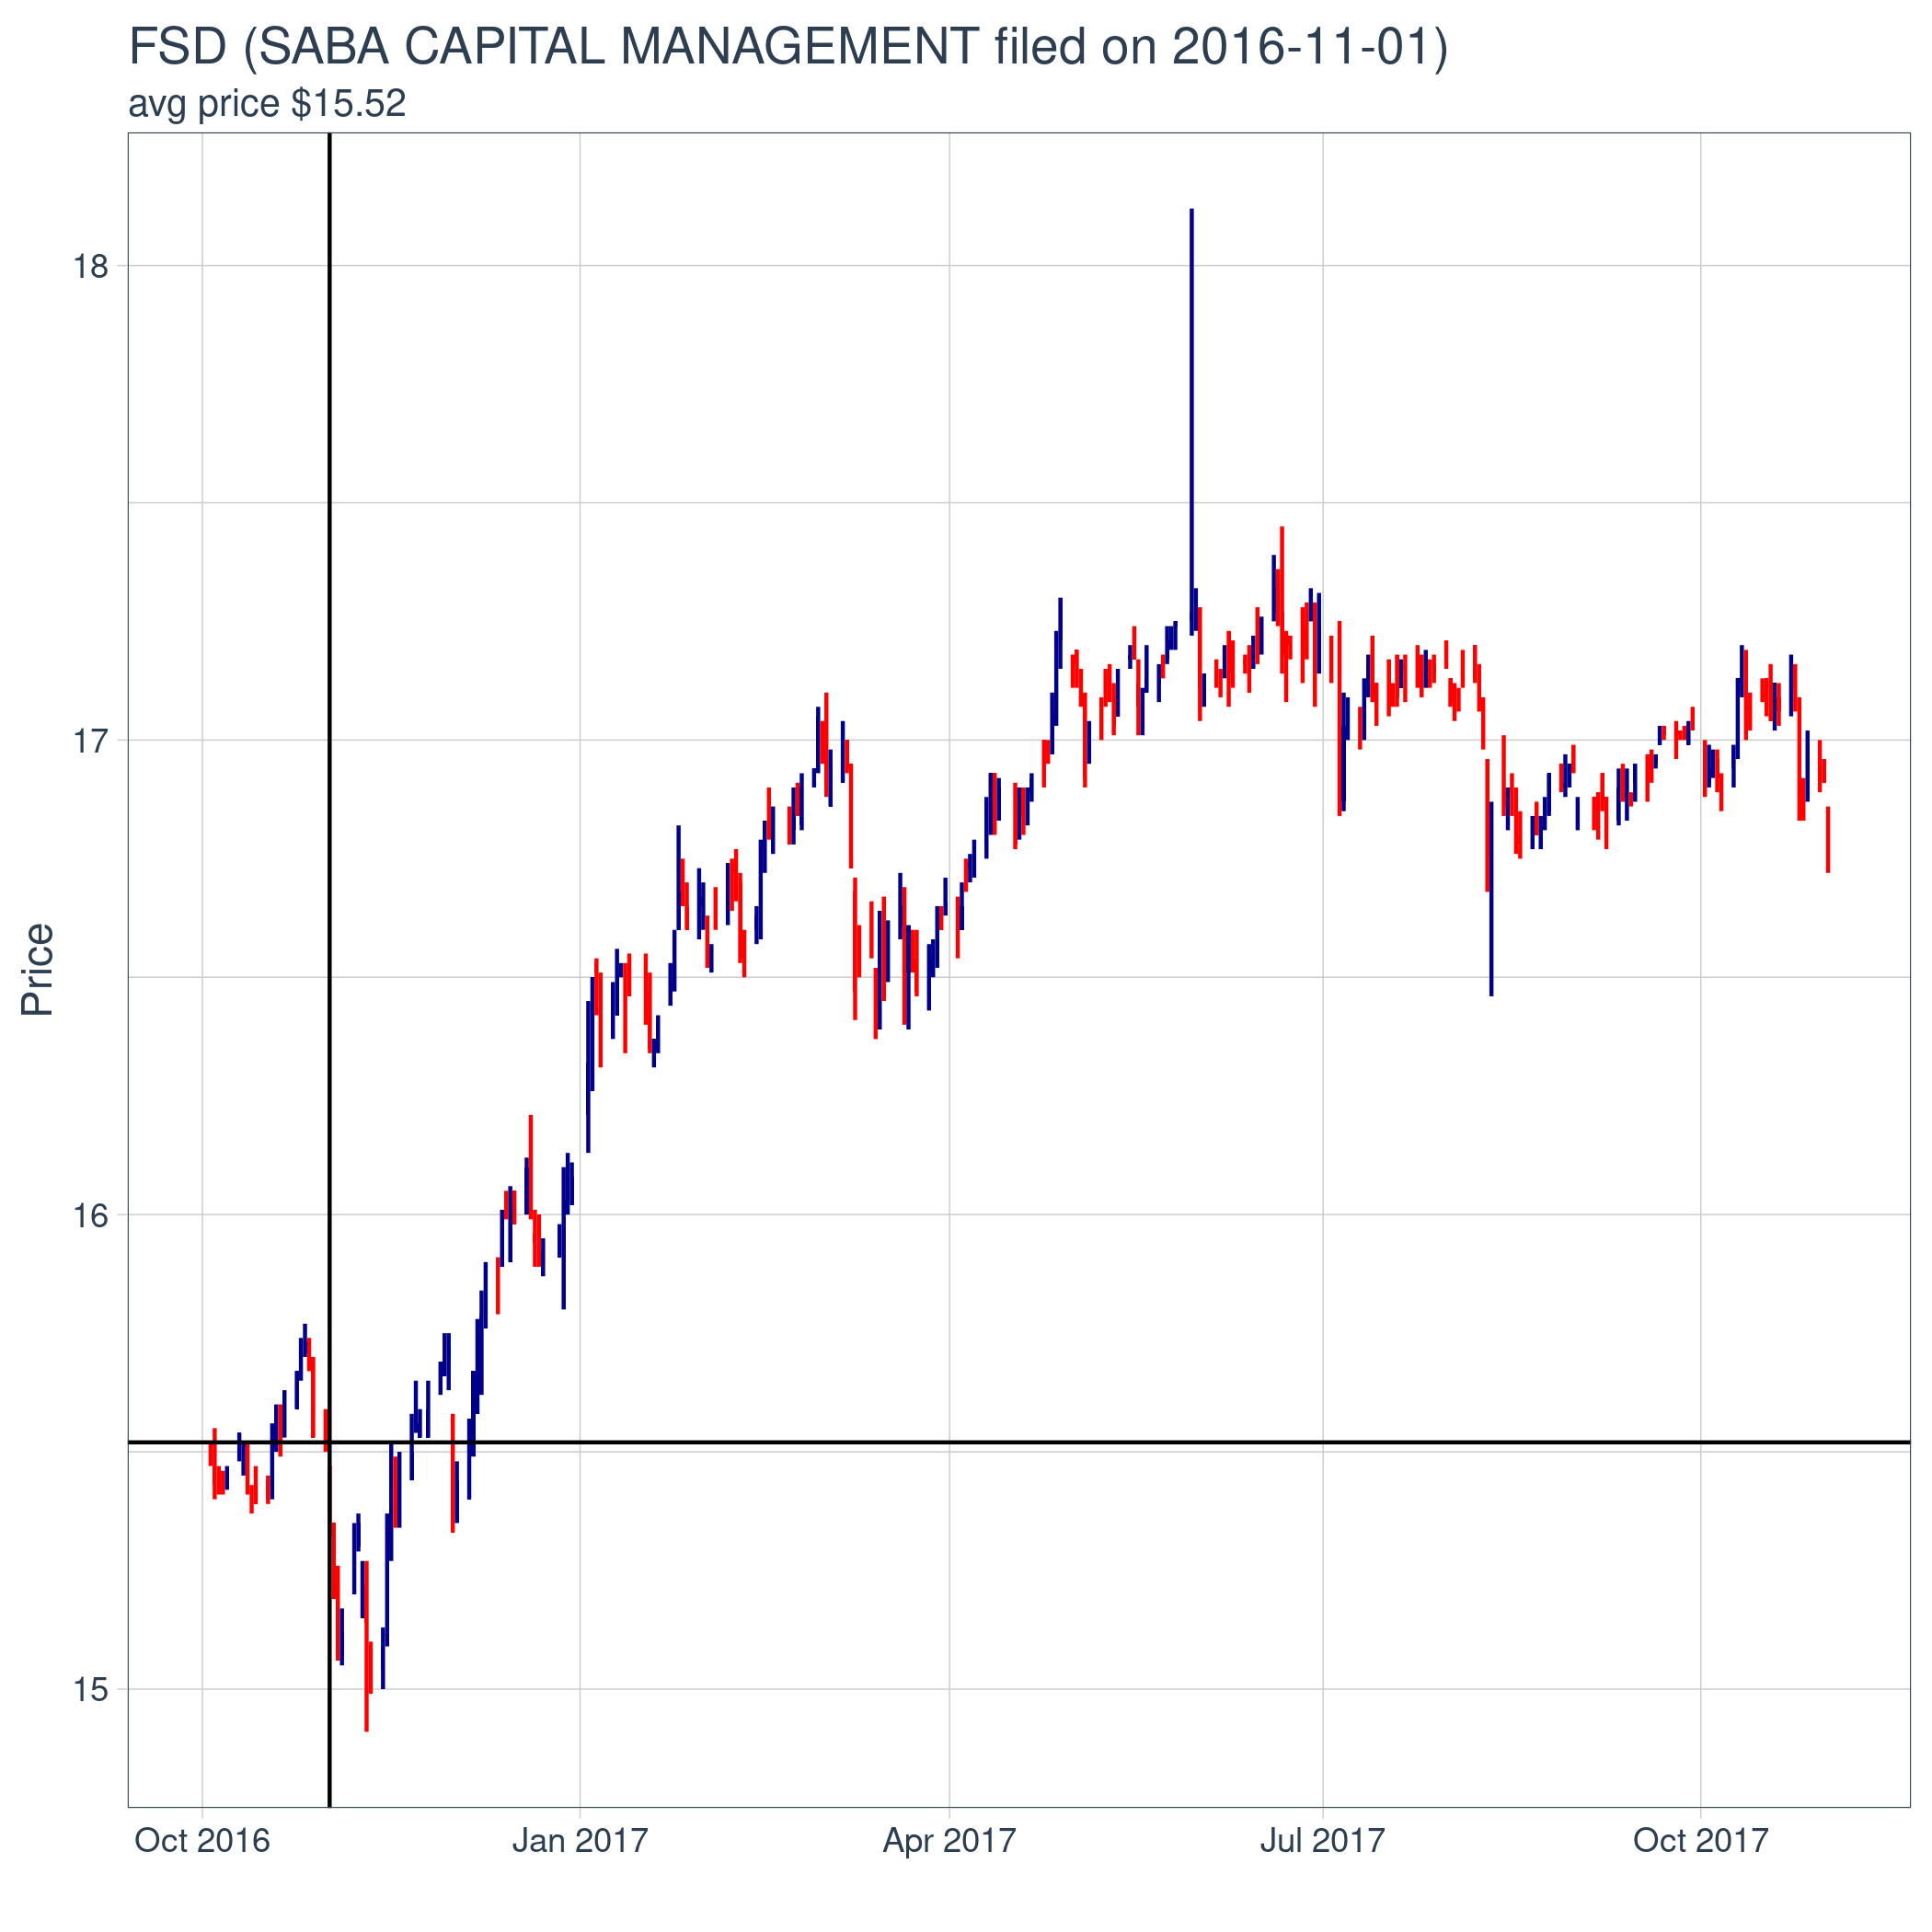 FSD (SABA CAPITAL MANAGEMENT filed on 2016-11-01)
avg price $15.52
18
17
16
15
Price
Oct 2016 Jan 2017 Apr 2017 Jul 2017 Oct 2017